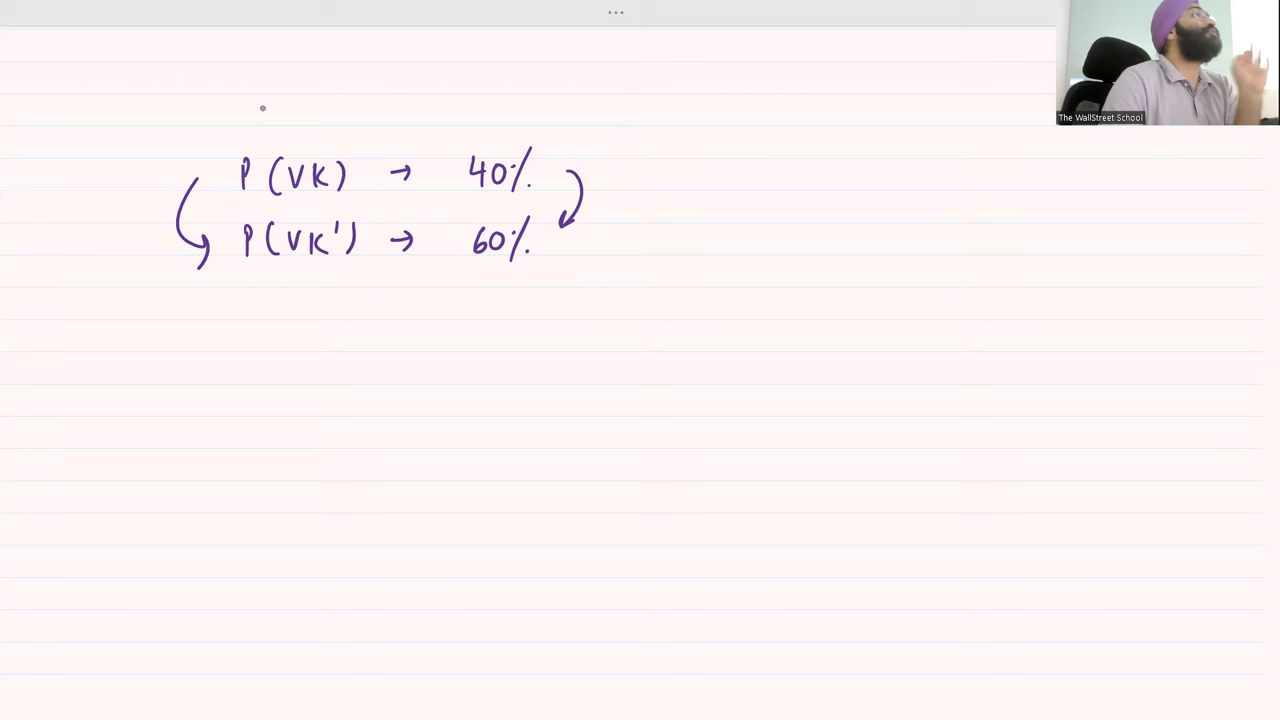 ...
The WallStreet School
P (VK) → 40%
P(VK') → 60%